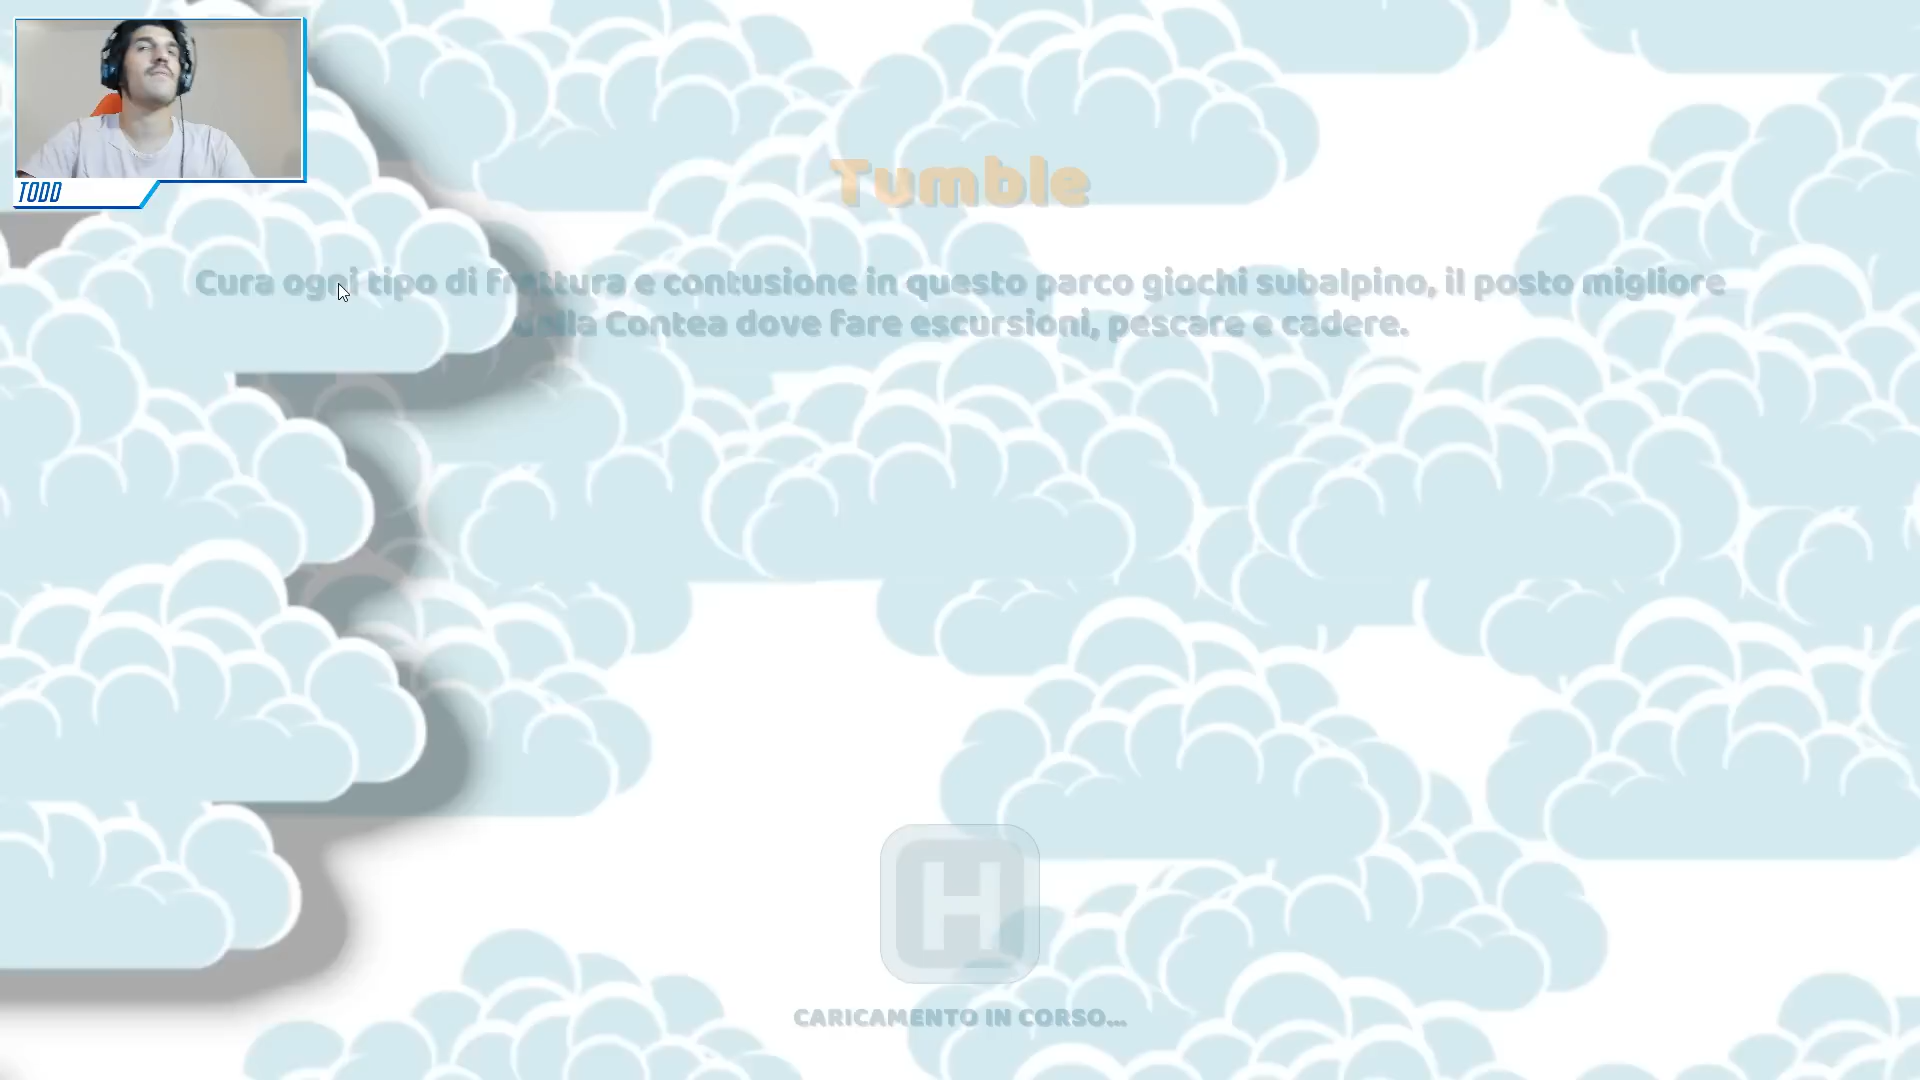 TODO
Tumble
Cura ogni tipo di frattura e contusione in questo parco giochi subalpino, il posto migliore
della Contea dove fare escursioni, pescare e cadere.
H
CARICAMENTO IN CORSO...